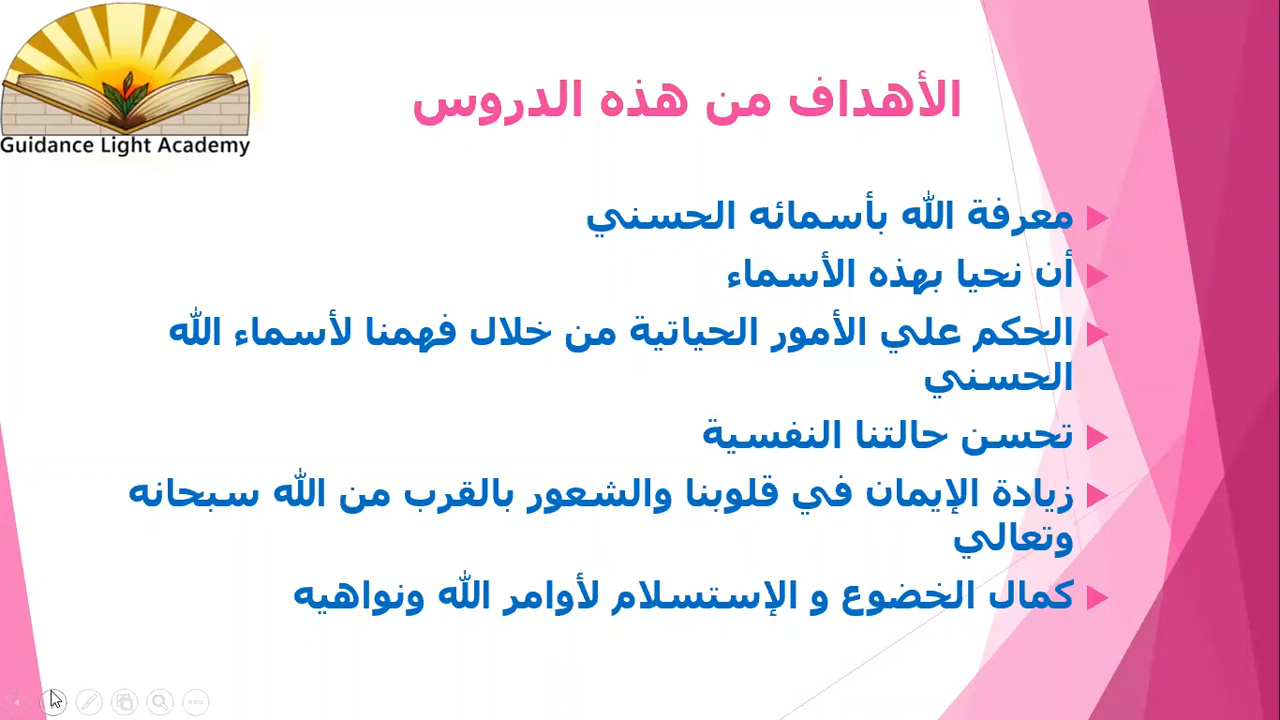 Guidance Light Academy
الأهداف من هذه الدروس
معرفة الله بأسمائه الحسني
أن نحيا بهذه الأسماء
الحكم علي الأمور الحياتية من خلال فهمنا لأسماء الله
الحسني
تحسن حالتنا النفسية
زيادة الإيمان في قلوبنا والشعور بالقرب من الله سبحانه
وتعالي
كمال الخضوع و الإستسلام لأوامر الله ونواهيه